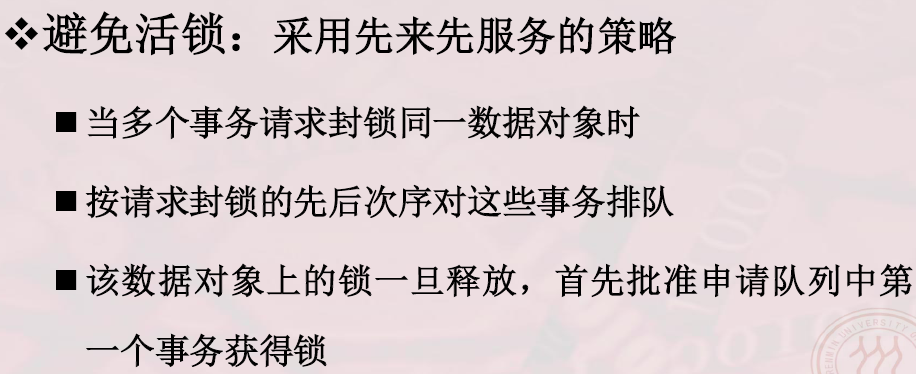 ❖避免活锁：采用先来先服务的策略
■ 当多个事务请求封锁同一数据对象时
■ 按请求封锁的先后次序对这些事务排队
■ 该数据对象上的锁一旦释放，首先批准申请队列中第
一个事务获得锁